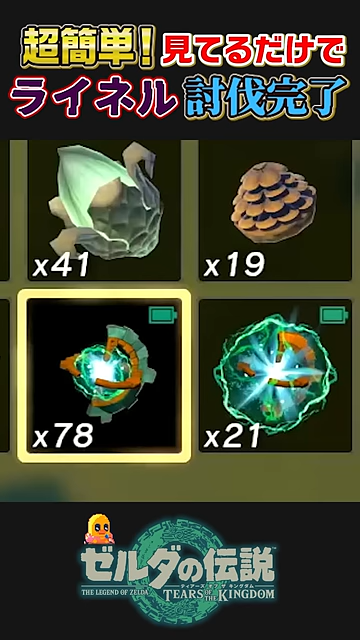 超簡単！見てるだけで
ライネル討伐完了
x41
x19
x78
x21
ゼルダの伝説
ティアーズ オブ ザ キングダム
THE LEGEND OF ZELDA
TEARS OF THE KINGDOM